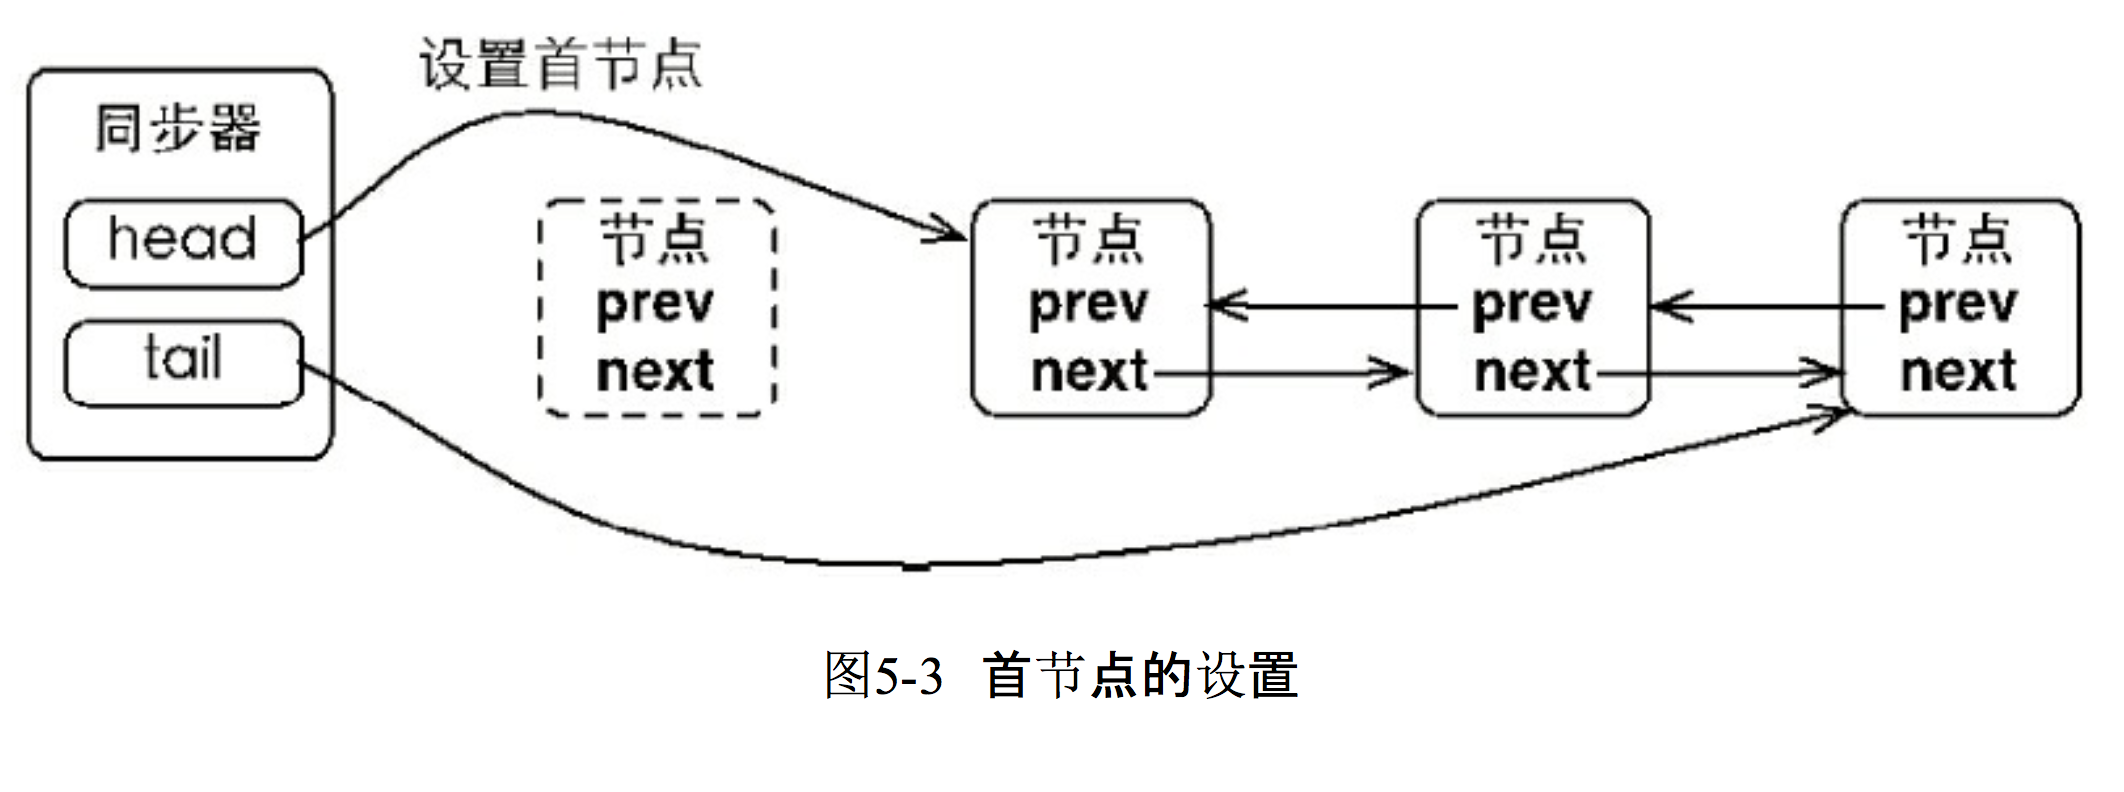 设置首节点
同步器
head
tail
节点
prev
next
节点
prev
next
节点
prev
next
节点
prev
next
图5-3 首节点的设置